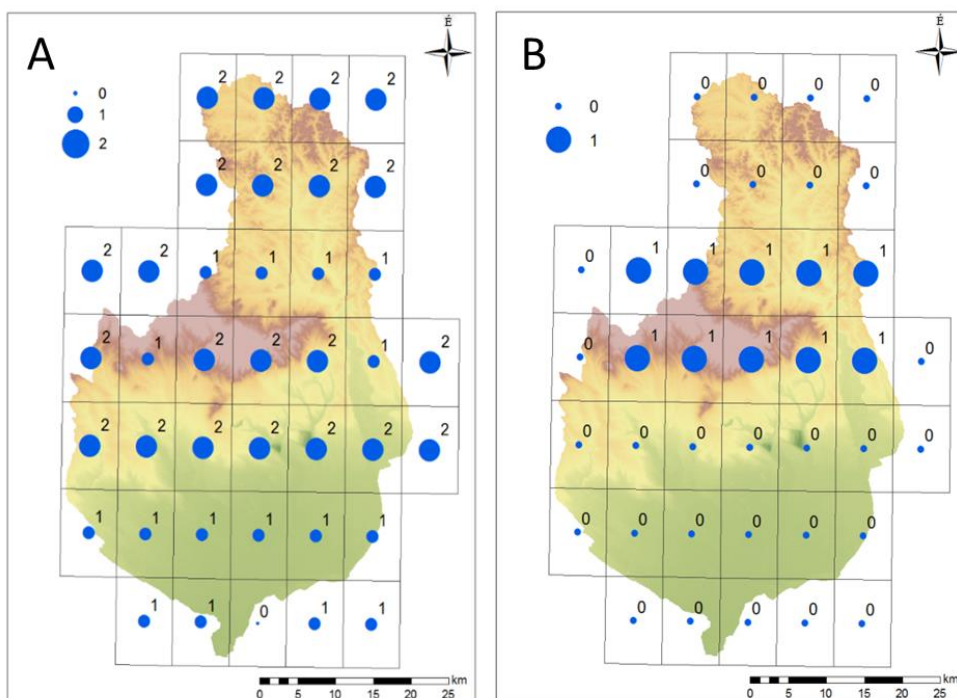 A
É
0
1
2
2 2 2 2
2 2 2 2
2 2 1 1 1 1
2 1 2 2 2 1 2
2 2 2 2 2 2 2
1 1 1 1 1 1
1 1 0 1 1
km
0 5 10 15 20 25
B
É
0
1
0 0 0 0
0 0 0 0
0 1 1 1 1 1
0 1 1 1 1 1 0
0 0 0 0 0 0 0
0 0 0 0 0 0
0 0 0 0 0
km
0 5 10 15 20 25